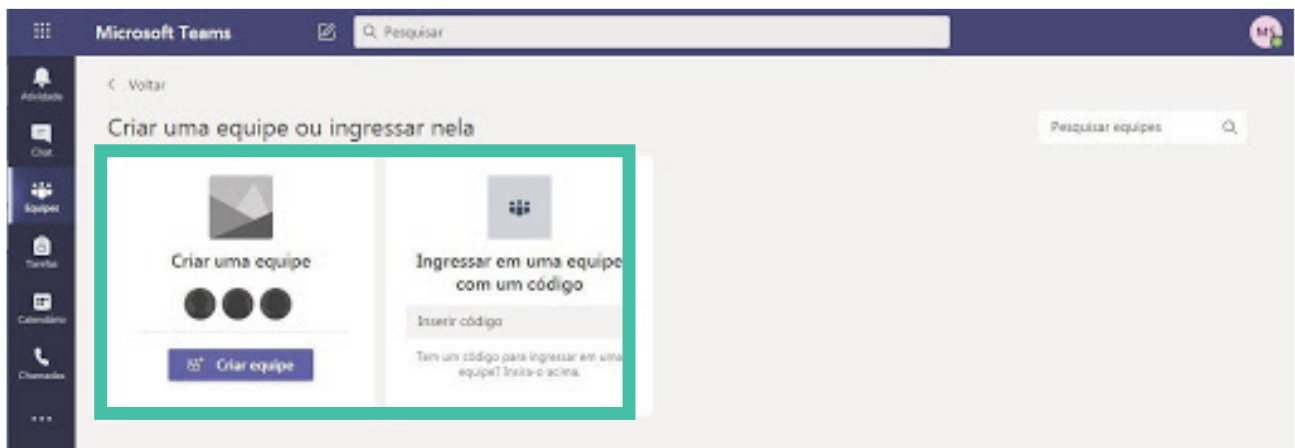 Microsoft Teams
Pesquisar
MS
Atividade
Chat
Equipes
Tarefas
Calendário
Chamadas
...
< Voltar
Criar uma equipe ou ingressar nela
Pesquisar equipes
Criar uma equipe
Criar equipe
Ingressar em uma equipe
com um código
Inserir código
Tem um código para ingressar em uma
equipe? Insira-o acima.